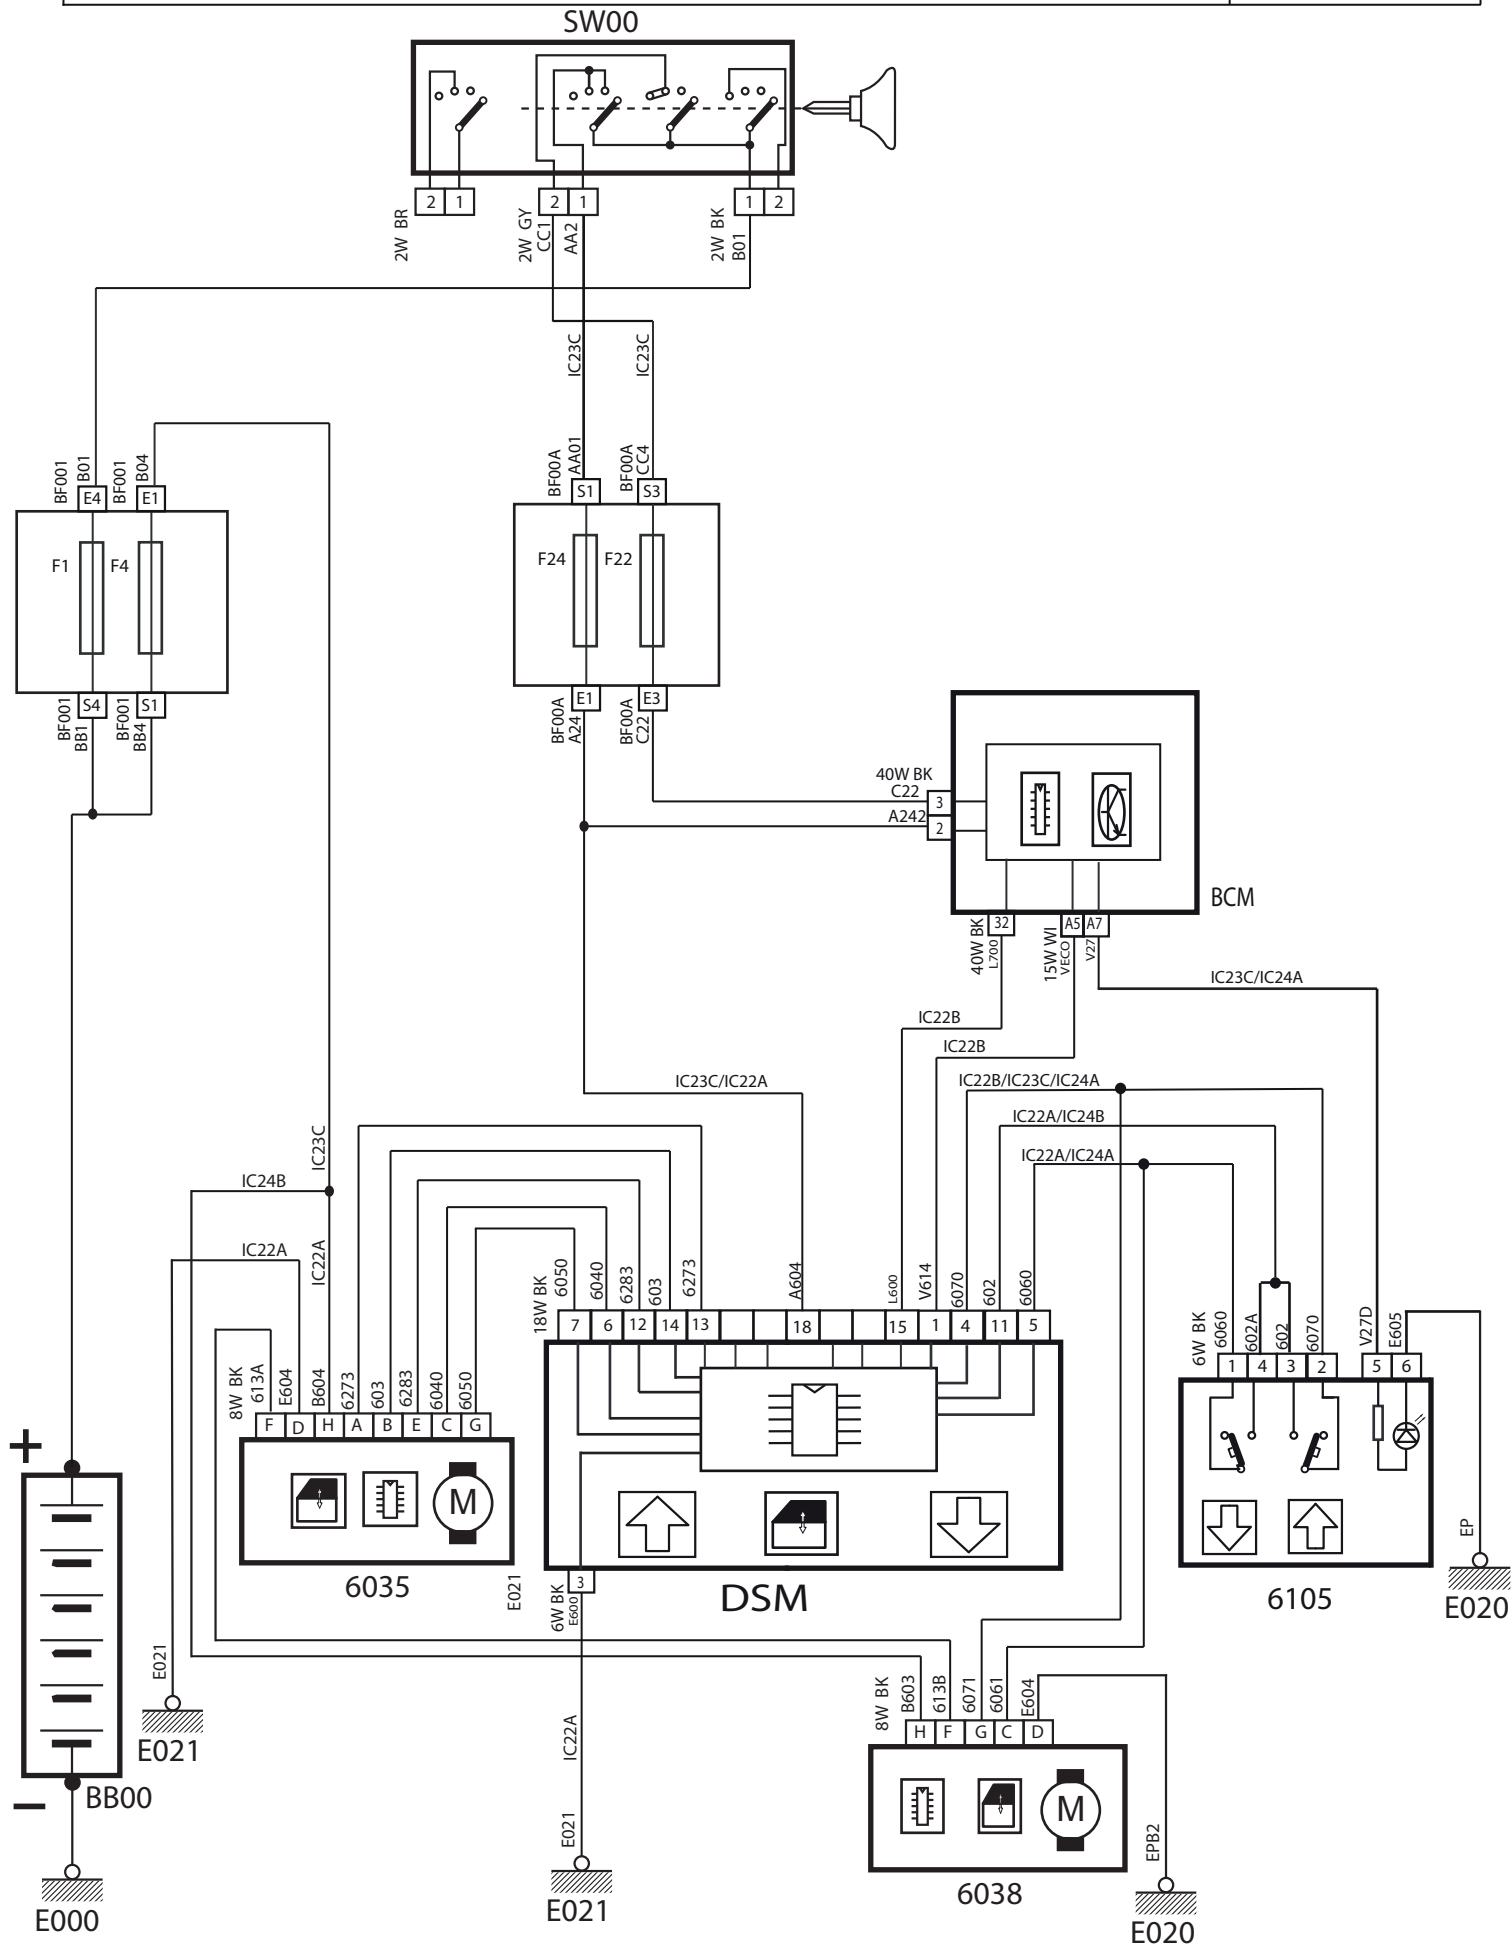 SW00
2 1 2 1 1 2
2W BR
2W GY
CC1
AA2
2W BK
B01
IC23C
IC23C
BF001
B01
BF001
B04
BF00A
AA01
BF00A
CC4
E4 E1
S1 S3
F1 F4
F24 F22
S4 S1
E1 E3
BF001
BB1
BF001
BB4
BF00A
A24
BF00A
C22
40W BK
C22
3
A242
2
BCM
32 A5 A7
40W BK
L700
15W WI
VECO
V27
IC23C/IC24A
IC22B
IC22B
IC23C/IC22A
IC22B/IC23C/IC24A
IC22A/IC24B
IC22A/IC24A
IC23C
IC24B
IC22A
IC22A
18W BK
6050
6040
6283
603
6273
A604
L600
V614
6070
602
6060
7 6 12 14 13 18 15 1 4 11 5
6W BK
6060
602A
602
6070
V27D
E605
1 4 3 2 5 6
8W BK
613A
E604
B604
6273
603
6283
6040
6050
F D H A B E C G
+
M
6035
E021
3
6W BK
E600
DSM
6105
EP
E020
E021
E021
IC22A
E021
E021
8W BK
B603
613B
6071
6061
E604
H F G C D
M
6038
EPB2
E020
BB00
−
E000